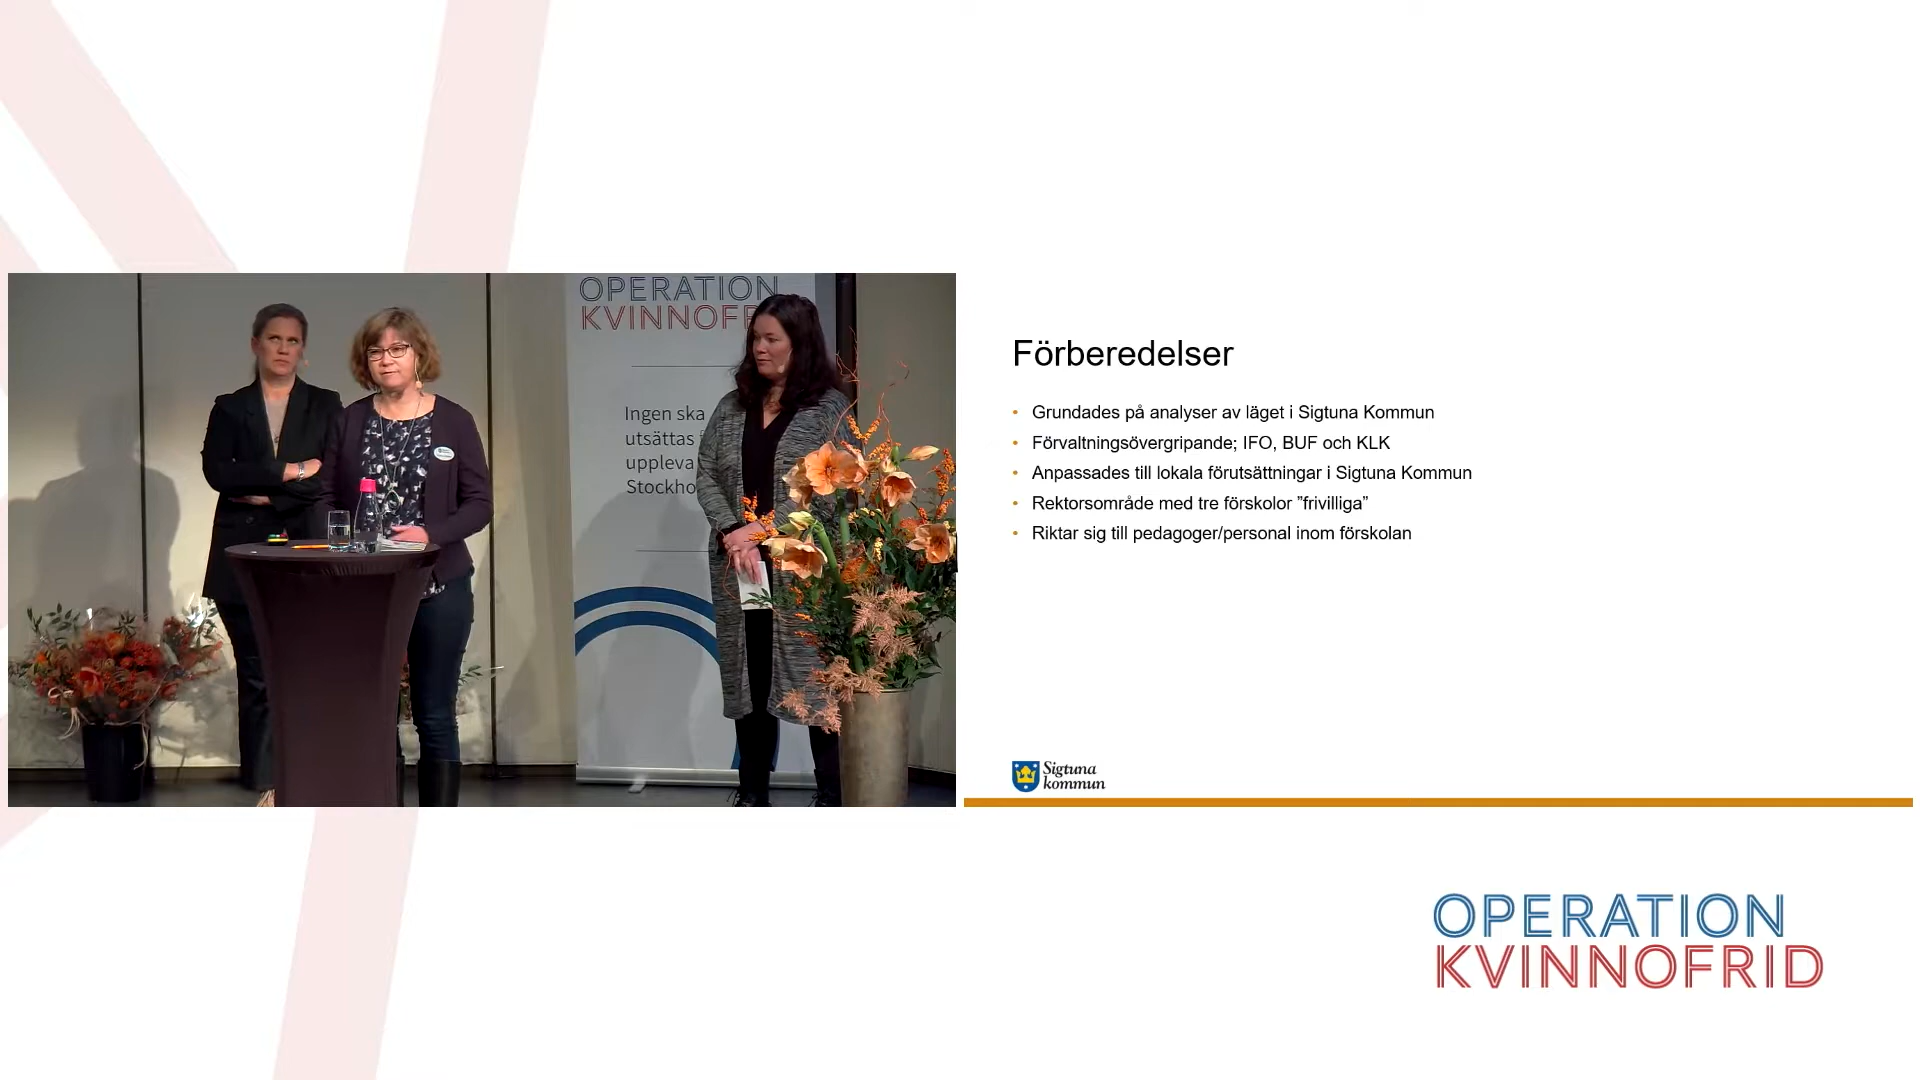 OPERATION
KVINNOF
Ingen ska
utsättas
uppleva
Stockho
Förberedelser
• Grundades på analyser av läget i Sigtuna Kommun
• Förvaltningsövergripande; IFO, BUF och KLK
• Anpassades till lokala förutsättningar i Sigtuna Kommun
• Rektorsområde med tre förskolor ”frivilliga”
• Riktar sig till pedagoger/personal inom förskolan
Sigtuna
kommun
OPERATION
KVINNOFRID